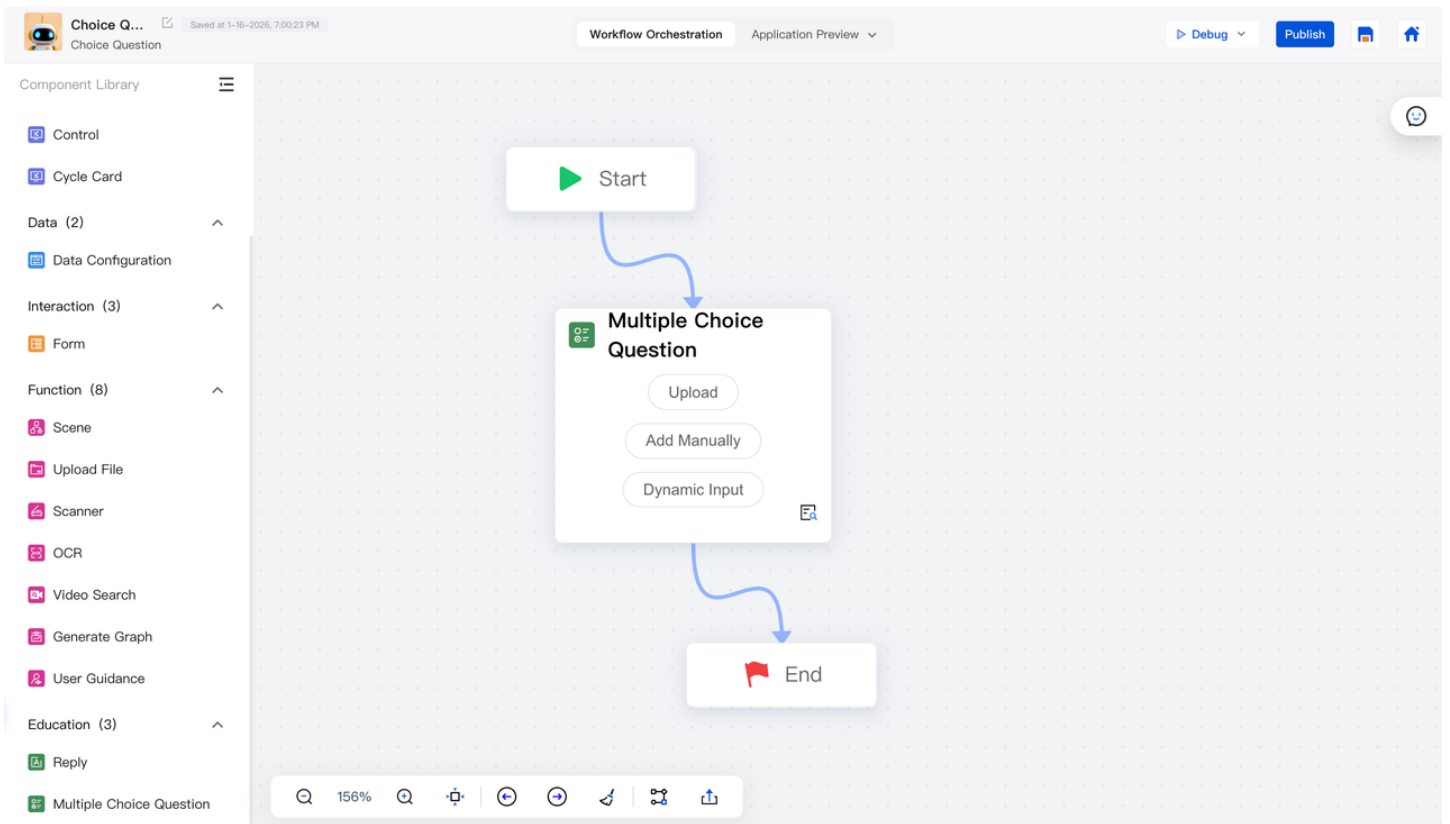 Choice Q...
Saved at 1-16-2026, 7:00:23 PM
Choice Question
Workflow Orchestration
Application Preview
Debug
Publish
Component Library
Control
Cycle Card
Data (2)
Data Configuration
Interaction (3)
Form
Function (8)
Scene
Upload File
Scanner
OCR
Video Search
Generate Graph
User Guidance
Education (3)
Reply
Multiple Choice Question
Start
Multiple Choice
Question
Upload
Add Manually
Dynamic Input
End
156%